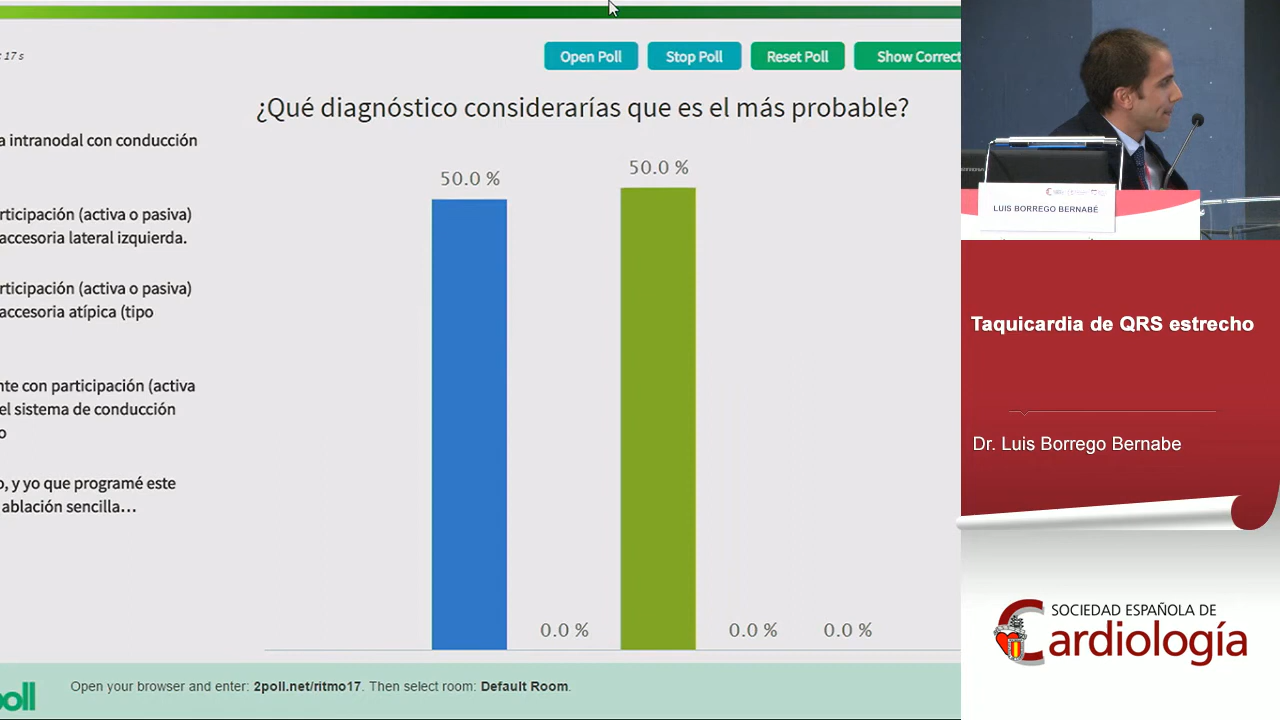 : 17 s
Open Poll
Stop Poll
Reset Poll
Show Correct
¿Qué diagnóstico considerarías que es el más probable?
a intranodal con conducción
rticipación (activa o pasiva)
accesoria lateral izquierda.
rticipación (activa o pasiva)
accesoria atípica (tipo
nte con participación (activa
el sistema de conducción
o
o, y yo que programé este
ablación sencilla…
50.0 %
0.0 %
50.0 %
0.0 %
0.0 %
poll
Open your browser and enter: 2poll.net/ritmo17. Then select room: Default Room.
LUIS BORREGO BERNABÉ
Taquicardia de QRS estrecho
Dr. Luis Borrego Bernabe
SOCIEDAD ESPAÑOLA DE
Cardiología